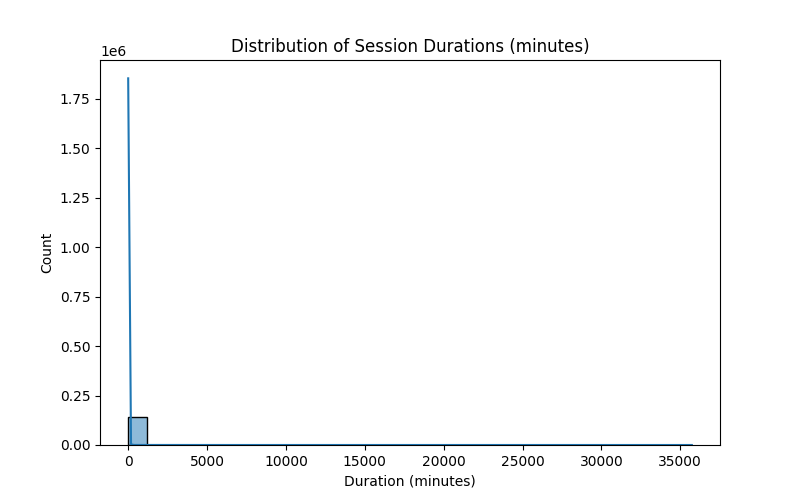 Distribution of Session Durations (minutes)
1e6
1.75
1.50
1.25
1.00
0.75
0.50
0.25
0.00
Count
0 5000 10000 15000 20000 25000 30000 35000
Duration (minutes)